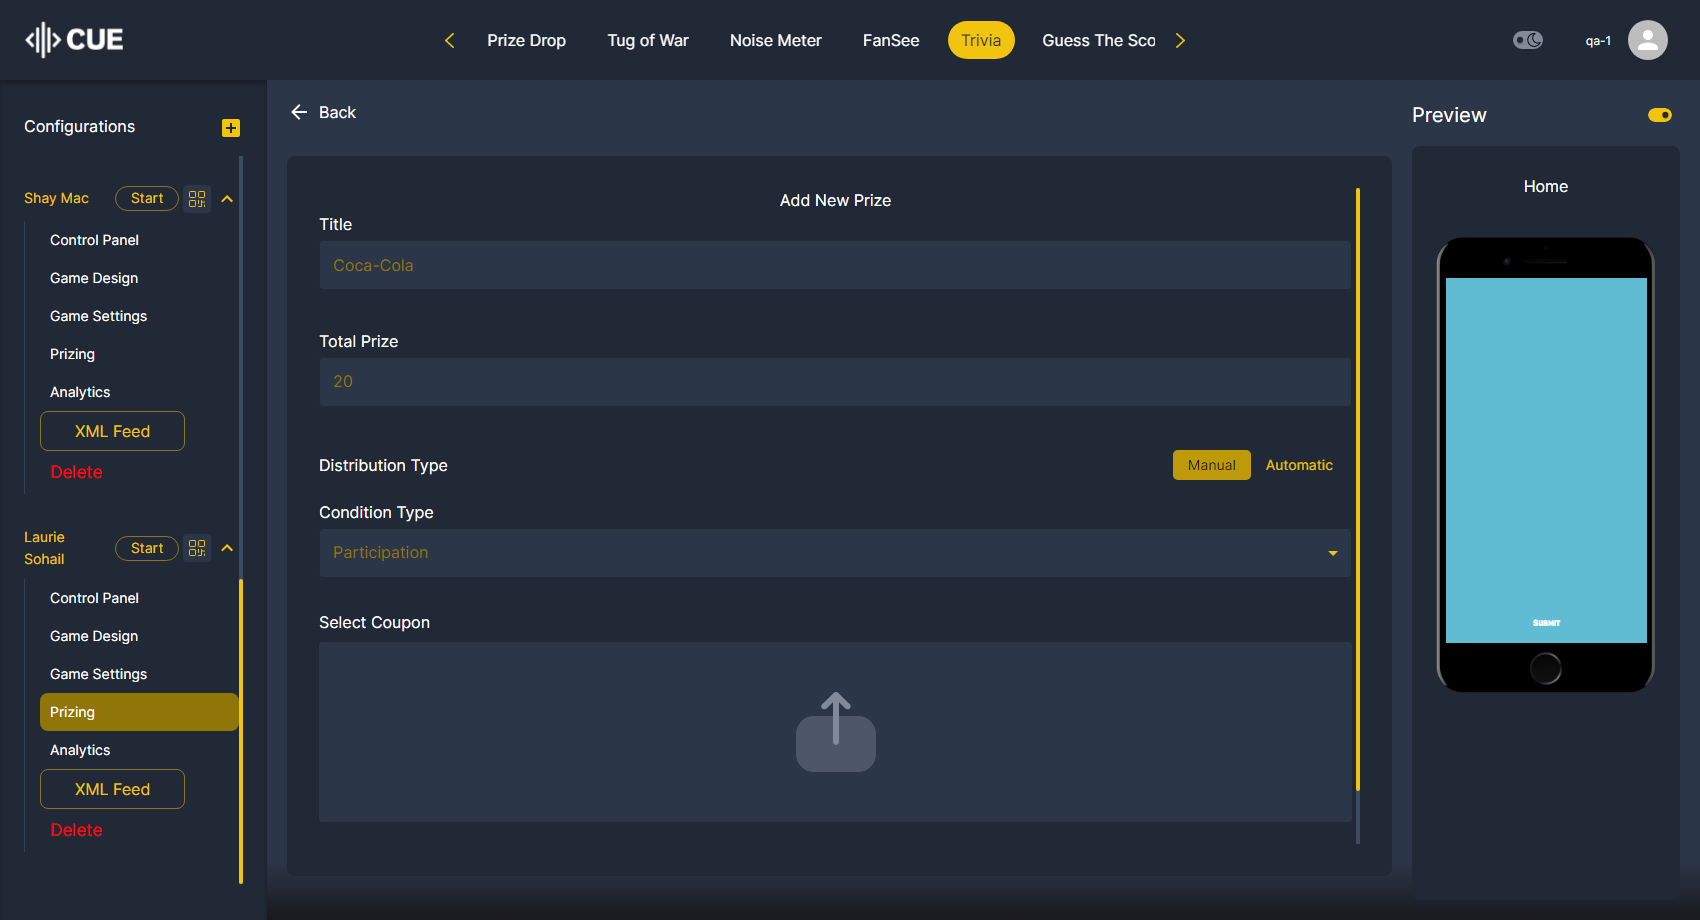 CUE
Prize Drop Tug of War Noise Meter FanSee Trivia Guess The Sco
qa-1
Configurations
Shay Mac Start
Control Panel
Game Design
Game Settings
Prizing
Analytics
XML Feed
Delete
Laurie
Sohail
Start
Control Panel
Game Design
Game Settings
Prizing
Analytics
XML Feed
Delete
Back
Add New Prize
Title
Coca-Cola
Total Prize
20
Distribution Type Manual Automatic
Condition Type
Participation
Select Coupon
Preview
Home
SUBMIT